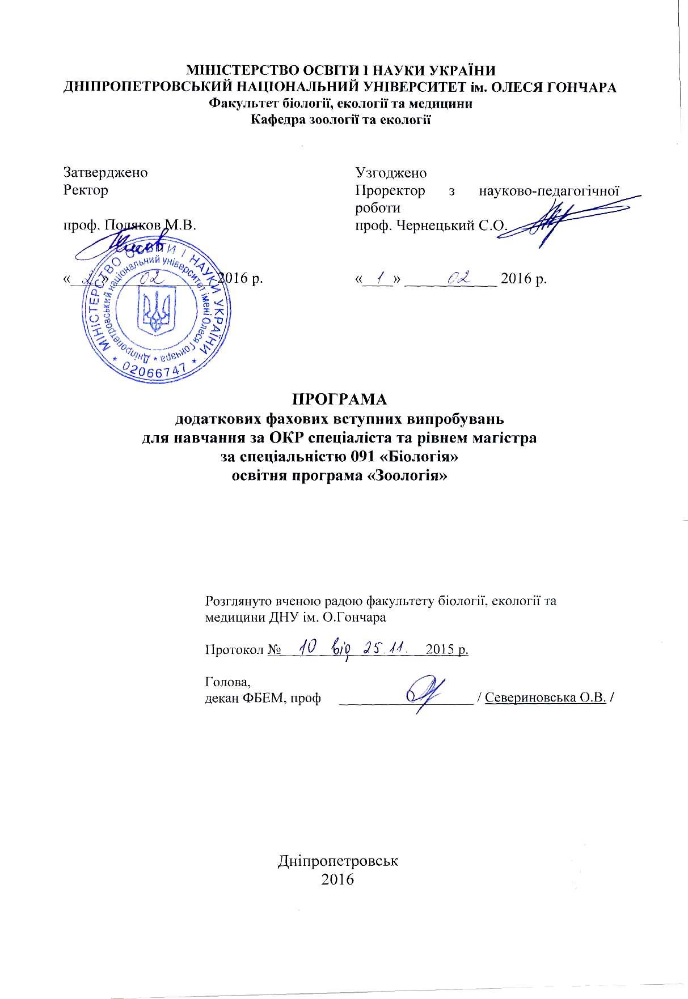 МІНІСТЕРСТВО ОСВІТИ І НАУКИ УКРАЇНИ
ДНІПРОПЕТРОВСЬКИЙ НАЦІОНАЛЬНИЙ УНІВЕРСИТЕТ ім. ОЛЕСЯ ГОНЧАРА
Факультет біології, екології та медицини
Кафедра зоології та екології
Затверджено
Ректор
проф. Поляков М.В.
« » 02 2016 р.
Узгоджено
Проректор з науково-педагогічної
роботи
проф. Чернецький С.О.
« 1 » 02 2016 р.
МІНІСТЕРСТВО ОСВІТИ І НАУКИ УКРАЇНИ
Дніпропетровський національний університет імені Олеся Гончара
* 02066747 *
ПРОГРАМА
додаткових фахових вступних випробувань
для навчання за ОКР спеціаліста та рівнем магістра
за спеціальністю 091 «Біологія»
освітня програма «Зоологія»
Розглянуто вченою радою факультету біології, екології та
медицини ДНУ ім. О.Гончара
Протокол № 10 від 25.11. 2015 р.
Голова,
декан ФБЕМ, проф ____________ / Севериновська О.В. /
Дніпропетровськ
2016